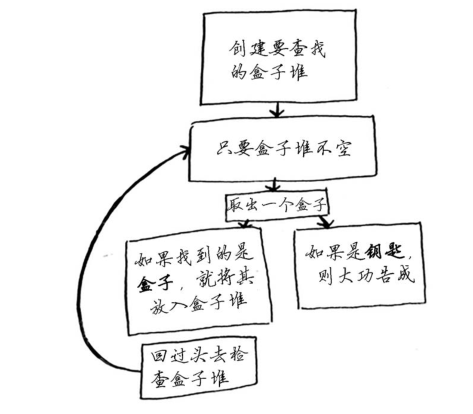 创建要查找
的盒子堆
只要盒子堆不空
取出一个盒子
如果找到的是
盒子，就将其
放入盒子堆
如果是钥匙，
则大功告成
回过头去检
查盒子堆